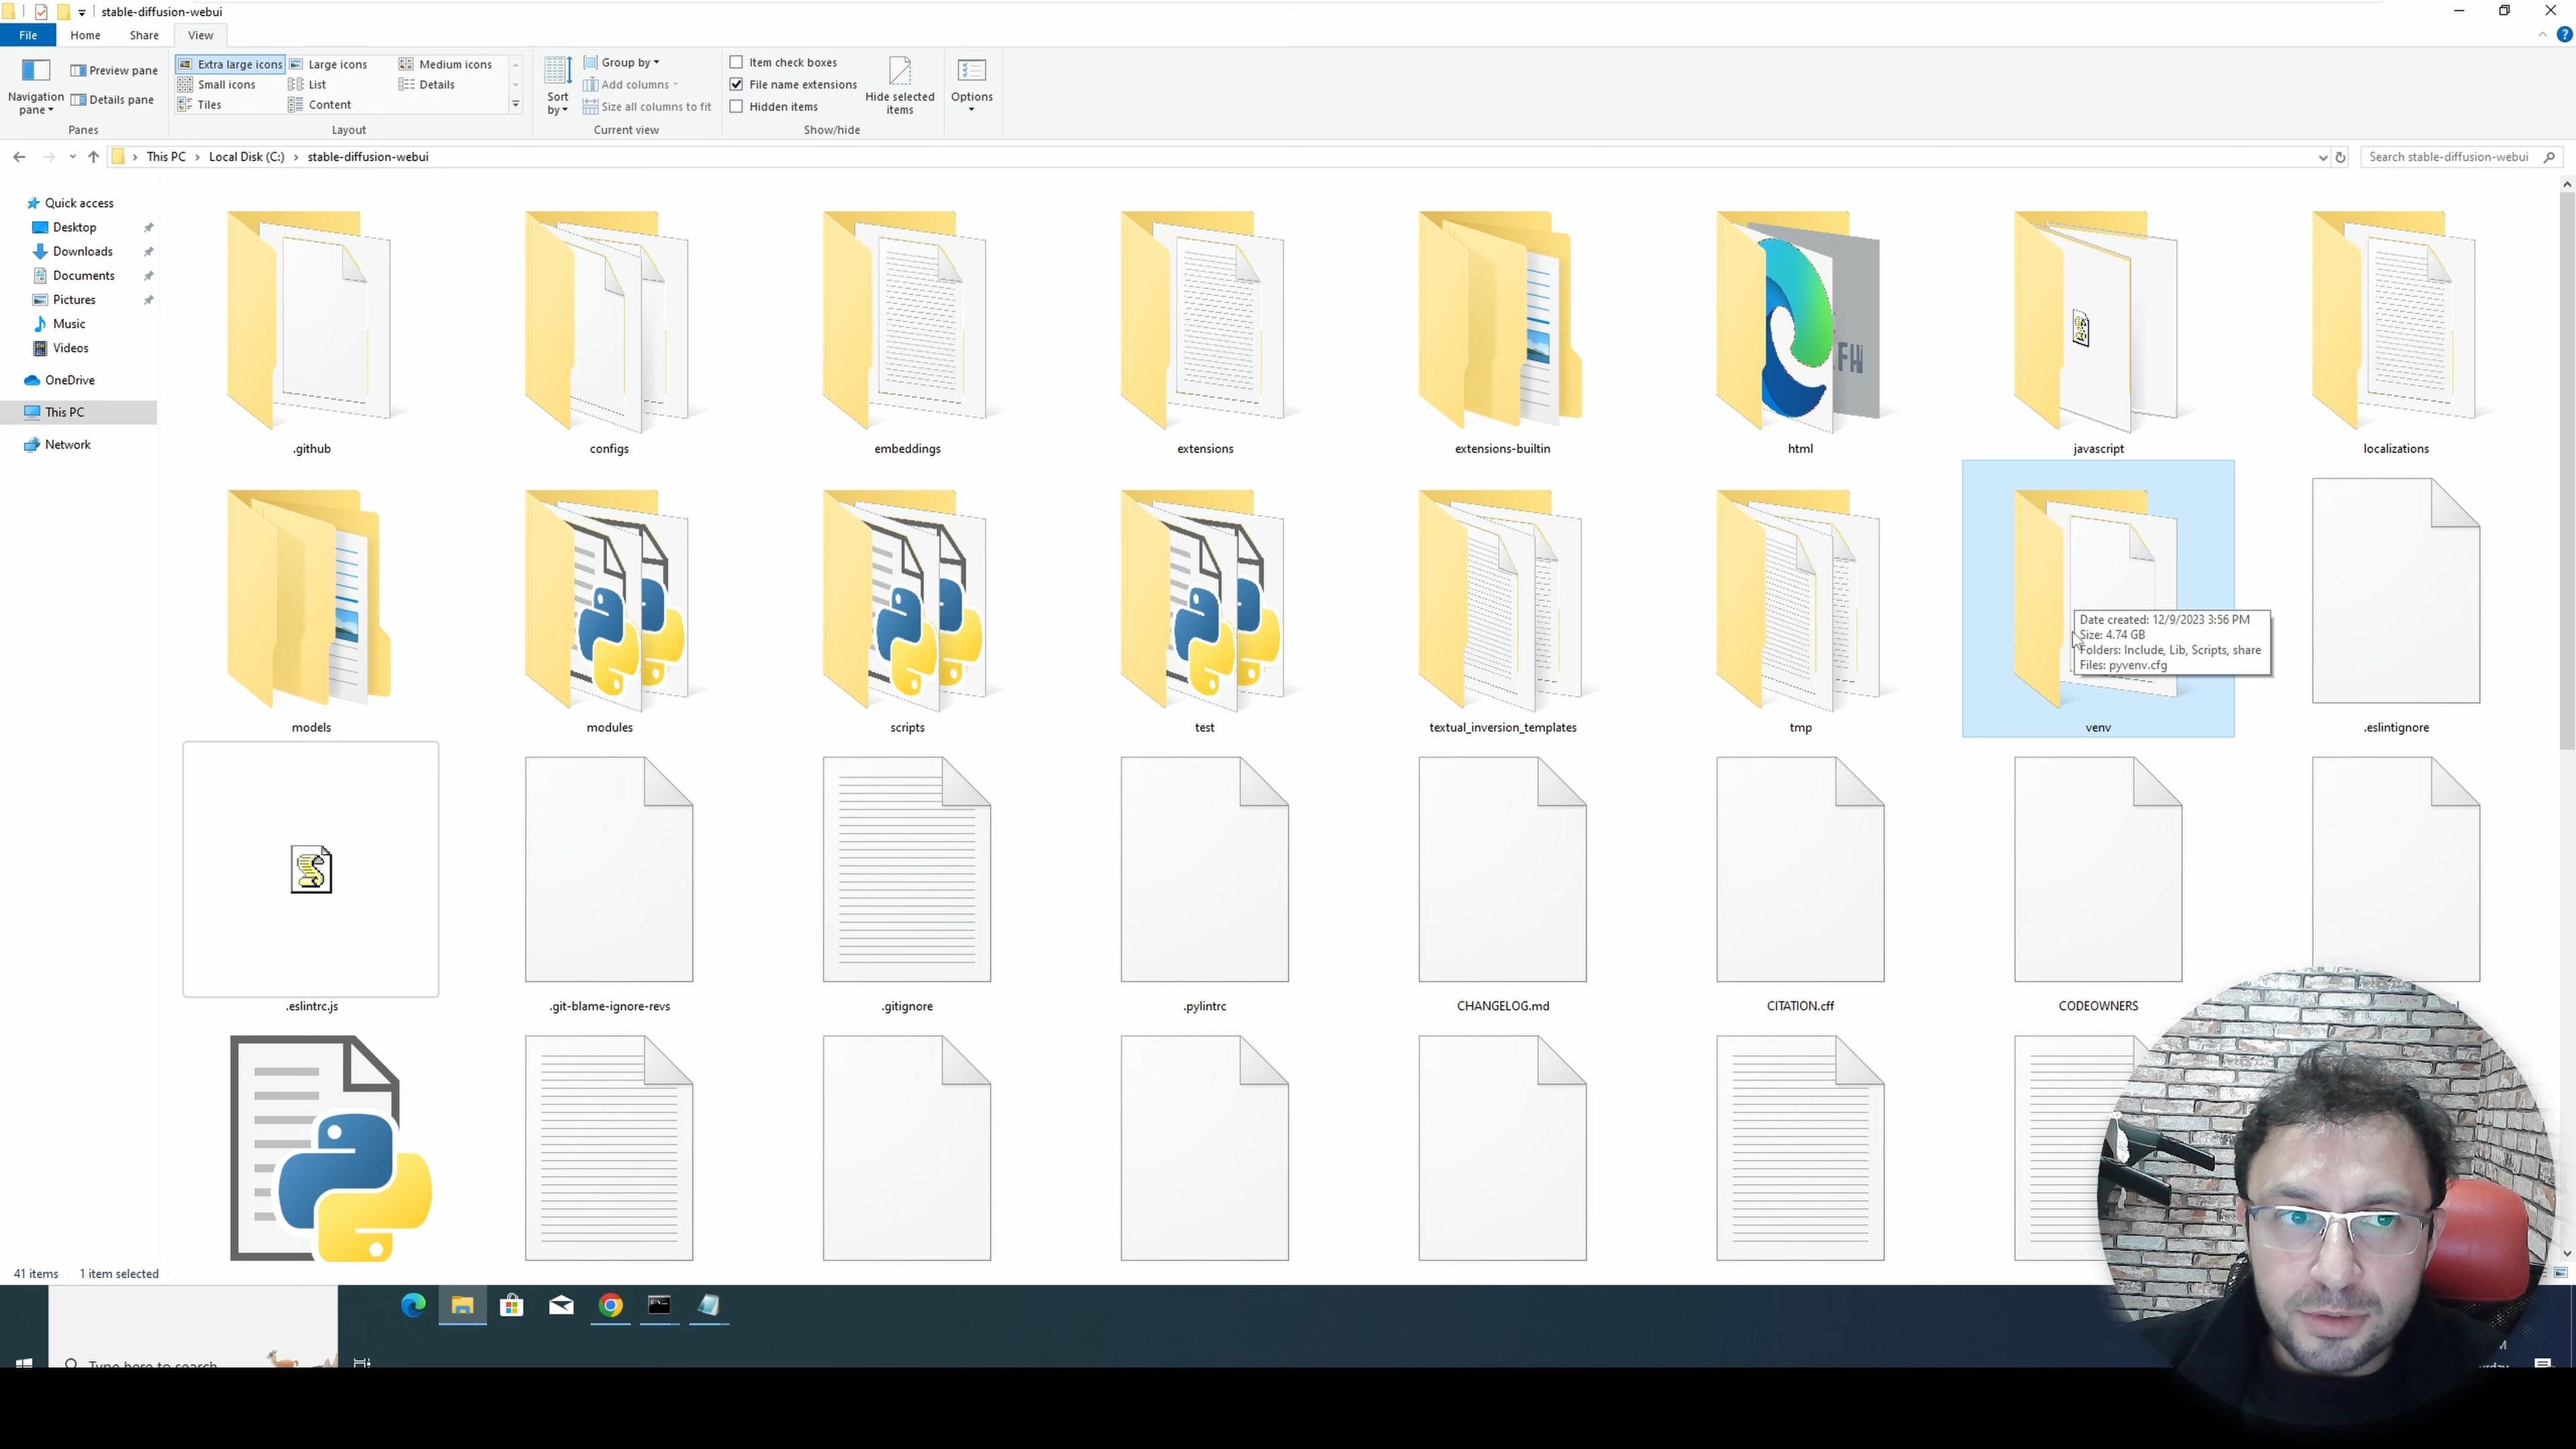 stable-diffusion-webui
File
Home
Share
View
Navigation pane
Preview pane
Details pane
Panes
Extra large icons
Large icons
Medium icons
Small icons
List
Details
Tiles
Content
Layout
Sort by
Group by
Add columns
Size all columns to fit
Current view
Item check boxes
File name extensions
Hidden items
Hide selected items
Show/hide
Options
This PC
Local Disk (C:)
stable-diffusion-webui
Search stable-diffusion-webui
Quick access
Desktop
Downloads
Documents
Pictures
Music
Videos
OneDrive
This PC
Network
.github
configs
embeddings
extensions
extensions-builtin
html
javascript
localizations
models
modules
scripts
test
textual_inversion_templates
tmp
venv
.eslintignore
Date created: 12/9/2023 3:56 PM
Size: 4.74 GB
Folders: Include, Lib, Scripts, share
Files: pyvenv.cfg
.eslintrc.js
.git-blame-ignore-revs
.gitignore
.pylintrc
CHANGELOG.md
CITATION.cff
CODEOWNERS
41 items
1 item selected
Type here to search